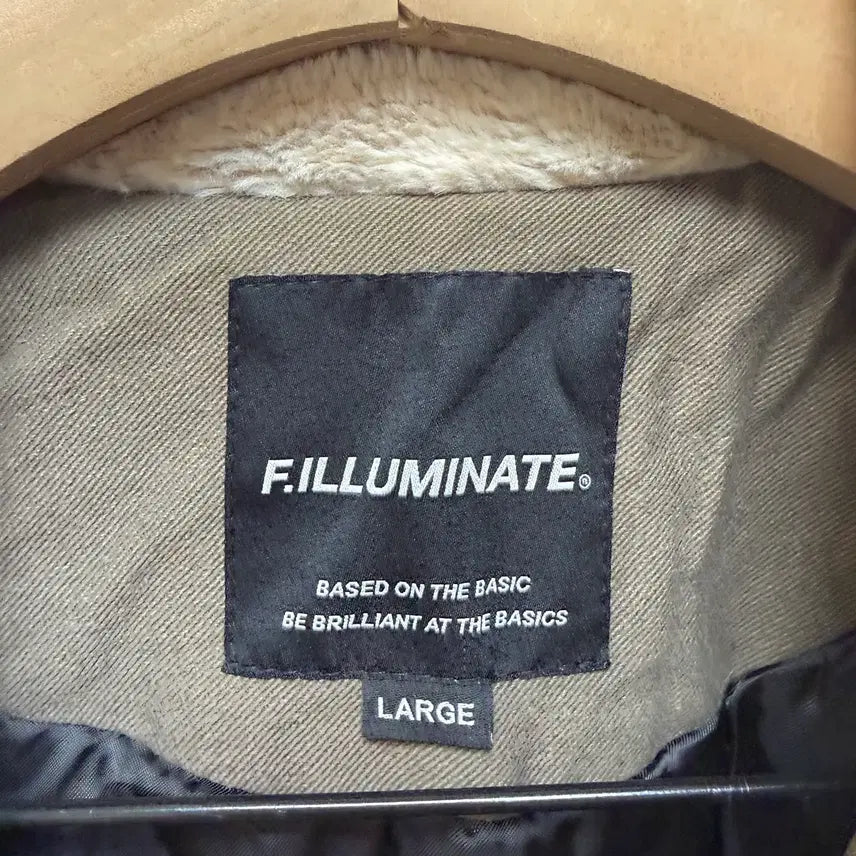 F.ILLUMINATE®
BASED ON THE BASIC
BE BRILLIANT AT THE BASICS
LARGE